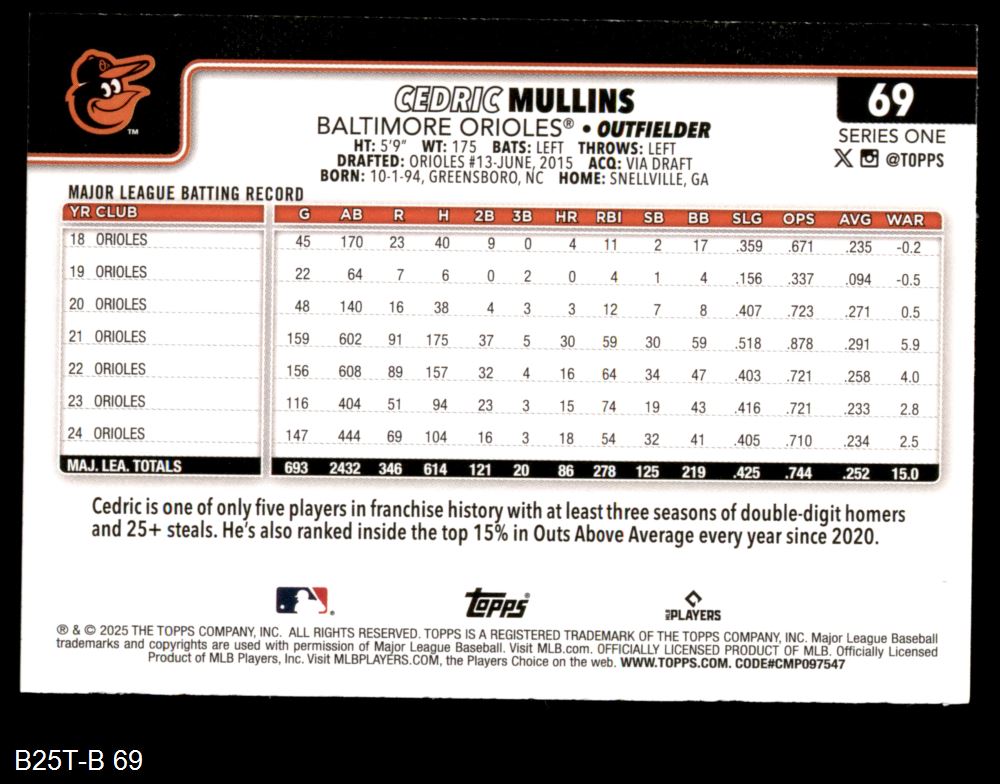 69
CEDRIC MULLINS
BALTIMORE ORIOLES® • OUTFIELDER
SERIES ONE
HT: 5'9" WT: 175 BATS: LEFT THROWS: LEFT
@TOPPS
DRAFTED: ORIOLES #13-JUNE, 2015 ACQ: VIA DRAFT
BORN: 10-1-94, GREENSBORO, NC HOME: SNELLVILLE, GA
TM
MAJOR LEAGUE BATTING RECORD
YR CLUB G AB R H 2B 3B HR RBI SB BB SLG OPS AVG WAR
18 ORIOLES 45 170 23 40 9 0 4 11 2 17 .359 .671 .235 -0.2
19 ORIOLES 22 64 7 6 0 2 0 4 1 4 .156 .337 .094 -0.5
20 ORIOLES 48 140 16 38 4 3 3 12 7 8 .407 .723 .271 0.5
21 ORIOLES 159 602 91 175 37 5 30 59 30 59 .518 .878 .291 5.9
22 ORIOLES 156 608 89 157 32 4 16 64 34 47 .403 .721 .258 4.0
23 ORIOLES 116 404 51 94 23 3 15 74 19 43 .416 .721 .233 2.8
24 ORIOLES 147 444 69 104 16 3 18 54 32 41 .405 .710 .234 2.5
MAJ. LEA. TOTALS 693 2432 346 614 121 20 86 278 125 219 .425 .744 .252 15.0
Cedric is one of only five players in franchise history with at least three seasons of double-digit homers
and 25+ steals. He's also ranked inside the top 15% in Outs Above Average every year since 2020.
Topps®
MLB PLAYERS
® & © 2025 THE TOPPS COMPANY, INC. ALL RIGHTS RESERVED. TOPPS IS A REGISTERED TRADEMARK OF THE TOPPS COMPANY, INC. Major League Baseball
trademarks and copyrights are used with permission of Major League Baseball. Visit MLB.com. OFFICIALLY LICENSED PRODUCT OF MLB. Officially Licensed
Product of MLB Players, Inc. Visit MLBPLAYERS.COM, the Players Choice on the web. WWW.TOPPS.COM. CODE#CMP097547
B25T-B 69